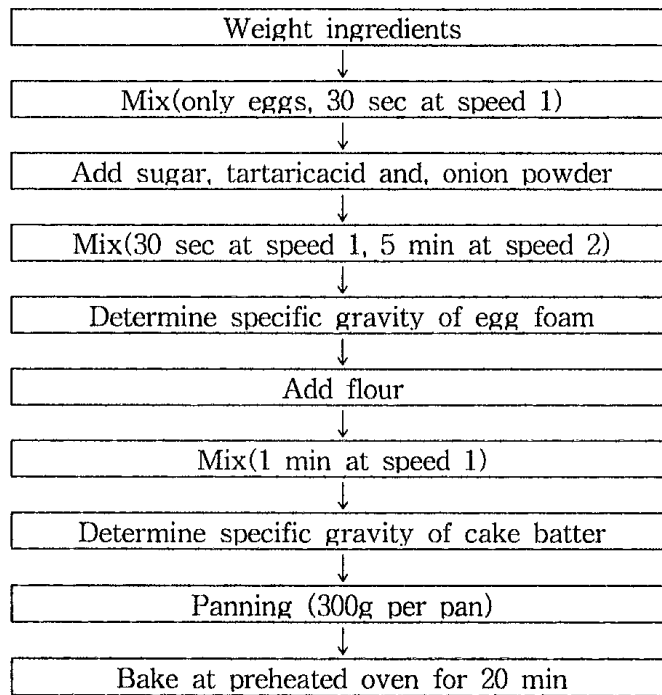 Weight ingredients
Mix(only eggs, 30 sec at speed 1)
Add sugar, tartaricacid and, onion powder
Mix(30 sec at speed 1, 5 min at speed 2)
Determine specific gravity of egg foam
Add flour
Mix(1 min at speed 1)
Determine specific gravity of cake batter
Panning (300g per pan)
Bake at preheated oven for 20 min